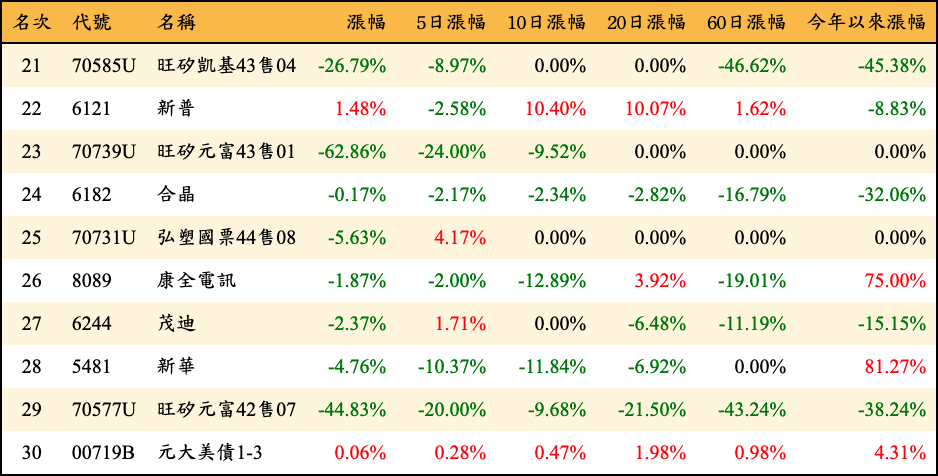 名次 代號 名稱 漲幅 5日漲幅 10日漲幅 20日漲幅 60日漲幅 今年以來漲幅
21 70585U 旺矽凱基43售04 -26.79% -8.97% 0.00% 0.00% -46.62% -45.38%
22 6121 新普 1.48% -2.58% 10.40% 10.07% 1.62% -8.83%
23 70739U 旺矽元富43售01 -62.86% -24.00% -9.52% 0.00% 0.00% 0.00%
24 6182 合晶 -0.17% -2.17% -2.34% -2.82% -16.79% -32.06%
25 70731U 弘塑國票44售08 -5.63% 4.17% 0.00% 0.00% 0.00% 0.00%
26 8089 康全電訊 -1.87% -2.00% -12.89% 3.92% -19.01% 75.00%
27 6244 茂迪 -2.37% 1.71% 0.00% -6.48% -11.19% -15.15%
28 5481 新華 -4.76% -10.37% -11.84% -6.92% 0.00% 81.27%
29 70577U 旺矽元富42售07 -44.83% -20.00% -9.68% -21.50% -43.24% -38.24%
30 00719B 元大美債1-3 0.06% 0.28% 0.47% 1.98% 0.98% 4.31%